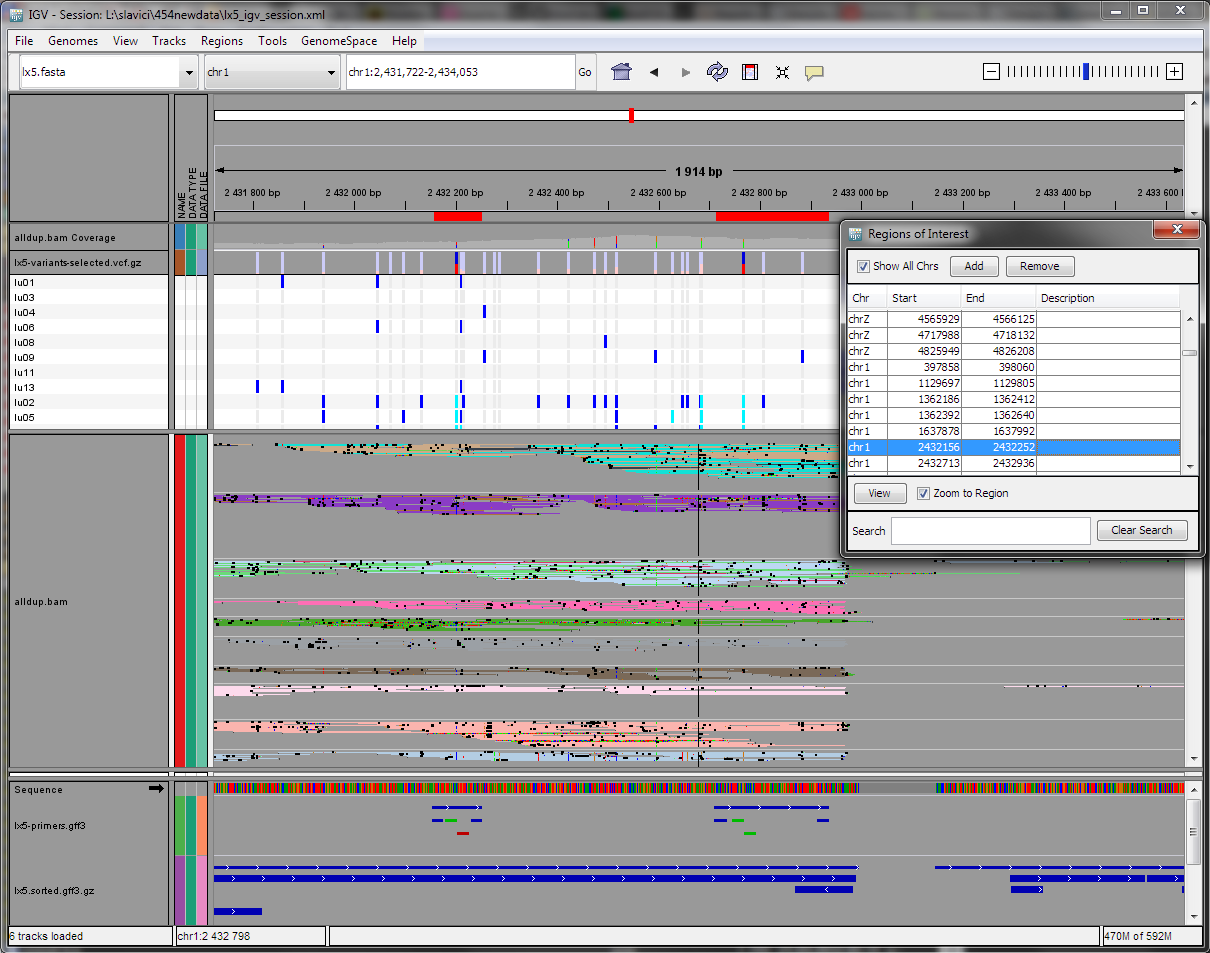 IGV - Session: L:\slavici\454newdata\lx5_igv_session.xml
File Genomes View Tracks Regions Tools GenomeSpace Help
lx5.fasta chr1 chr1:2,431,722-2,434,053 Go
1 914 bp
NAME DATA TYPE DATA FILE
2 431 800 bp 2 432 000 bp 2 432 200 bp 2 432 400 bp 2 432 600 bp 2 432 800 bp 2 433 000 bp 2 433 200 bp 2 433 400 bp 2 433 600 l
alldup.bam Coverage
lx5-variants-selected.vcf.gz
lu01
lu03
lu04
lu06
lu08
lu09
lu11
lu13
lu02
lu05
Regions of Interest
Show All Chrs Add Remove
Chr Start End Description
chrZ 4565929 4566125
chrZ 4717988 4718132
chrZ 4825949 4826208
chr1 397858 398060
chr1 1129697 1129805
chr1 1362186 1362412
chr1 1362392 1362640
chr1 1637878 1637992
chr1 2432156 2432252
chr1 2432713 2432936
View Zoom to Region
Search Clear Search
alldup.bam
Sequence
lx5-primers.gff3
lx5.sorted.gff3.gz
6 tracks loaded chr1:2 432 798 470M of 592M